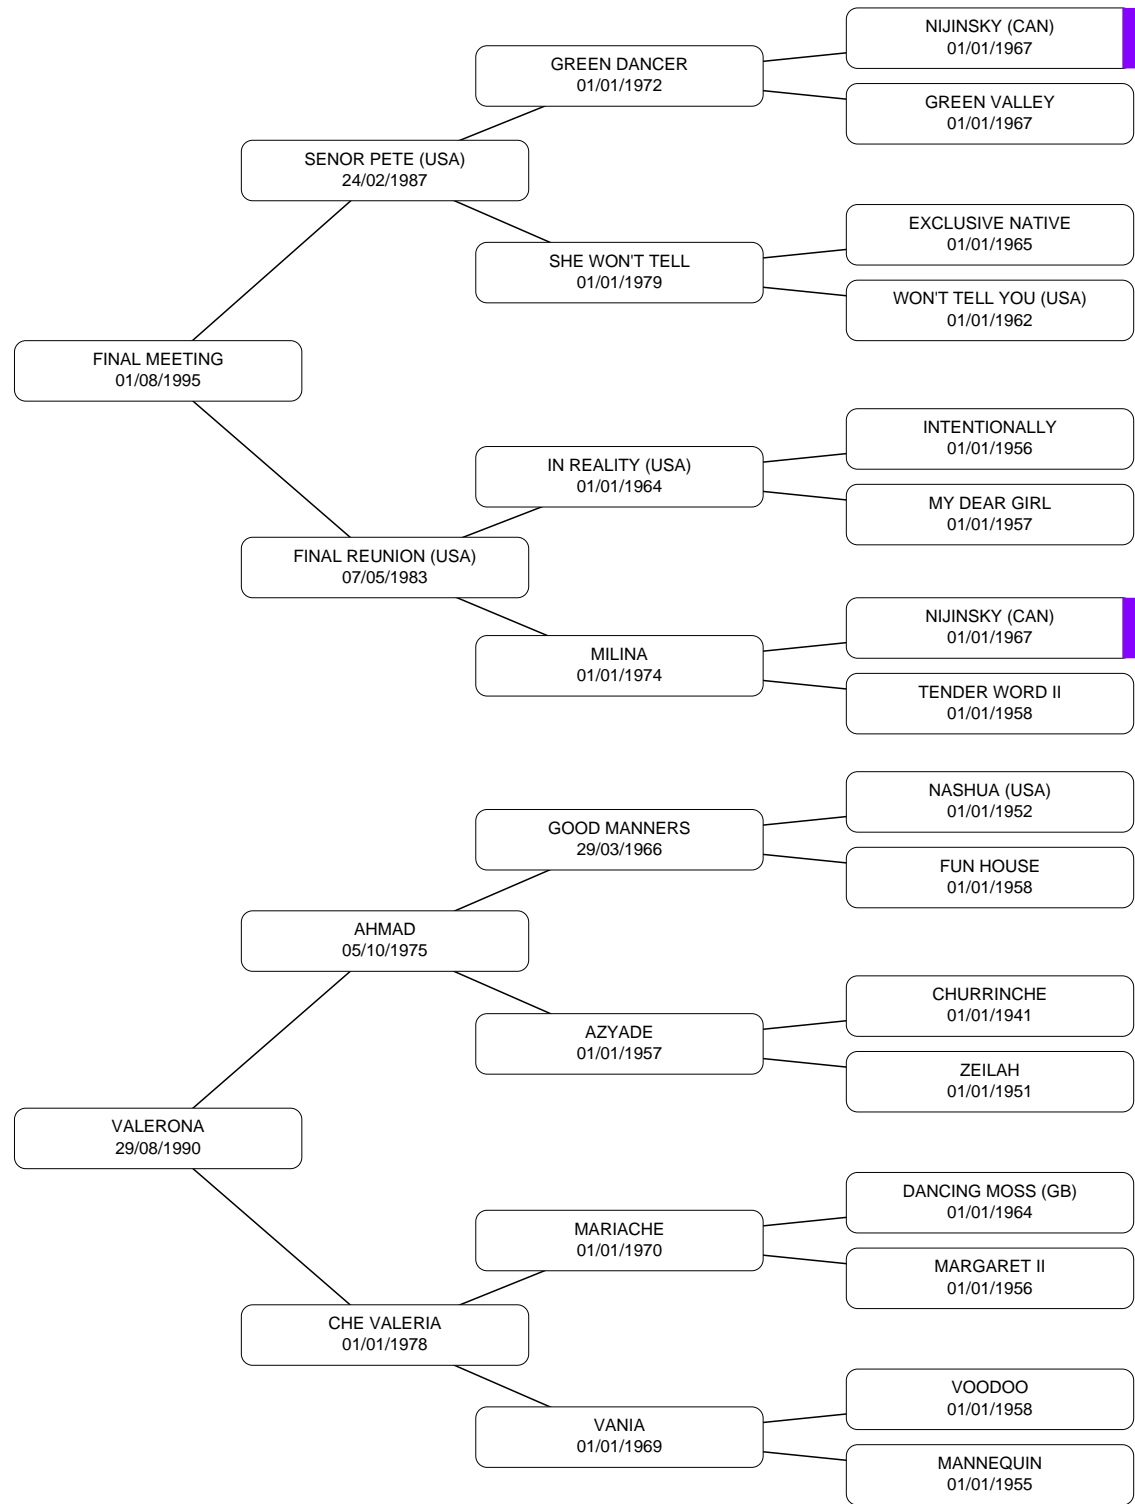 NIJINSKY (CAN)
01/01/1967
GREEN DANCER
01/01/1972
GREEN VALLEY
01/01/1967
SENOR PETE (USA)
24/02/1987
EXCLUSIVE NATIVE
01/01/1965
SHE WON'T TELL
01/01/1979
WON'T TELL YOU (USA)
01/01/1962
FINAL MEETING
01/08/1995
INTENTIONALLY
01/01/1956
IN REALITY (USA)
01/01/1964
MY DEAR GIRL
01/01/1957
FINAL REUNION (USA)
07/05/1983
NIJINSKY (CAN)
01/01/1967
MILINA
01/01/1974
TENDER WORD II
01/01/1958
NASHUA (USA)
01/01/1952
GOOD MANNERS
29/03/1966
FUN HOUSE
01/01/1958
AHMAD
05/10/1975
CHURRINCHE
01/01/1941
AZYADE
01/01/1957
ZEILAH
01/01/1951
VALERONA
29/08/1990
DANCING MOSS (GB)
01/01/1964
MARIACHE
01/01/1970
MARGARET II
01/01/1956
CHE VALERIA
01/01/1978
VOODOO
01/01/1958
VANIA
01/01/1969
MANNEQUIN
01/01/1955